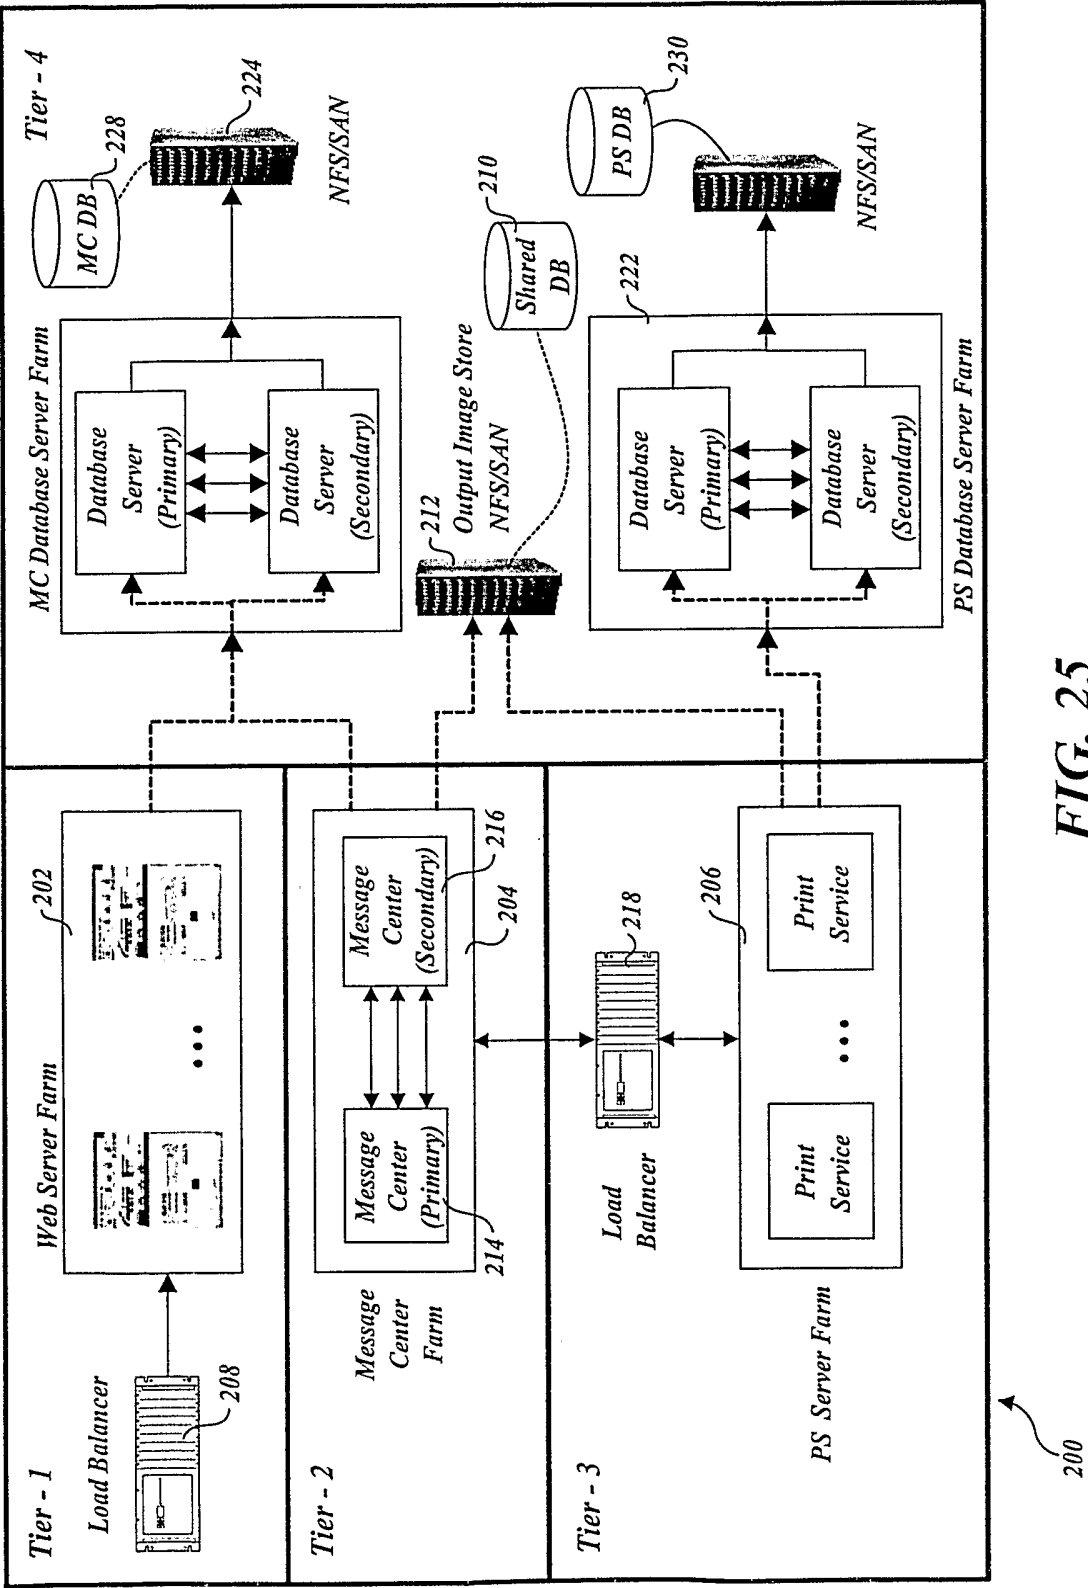 Tier - 1
Load Balancer
208
Web Server Farm
202
Tier - 2
Message
Center
Farm
Message
Center
(Primary)
214
Message
Center
(Secondary)
216
204
Tier - 3
Load
Balancer
218
PS Server Farm
206
Print
Service
Print
Service
Tier - 4
MC Database Server Farm
Database
Server
(Primary)
Database
Server
(Secondary)
MC DB
228
224
NFS/SAN
212
Output Image Store
NFS/SAN
Shared
DB
210
222
Database
Server
(Primary)
Database
Server
(Secondary)
PS Database Server Farm
PS DB
230
NFS/SAN
200
FIG. 25